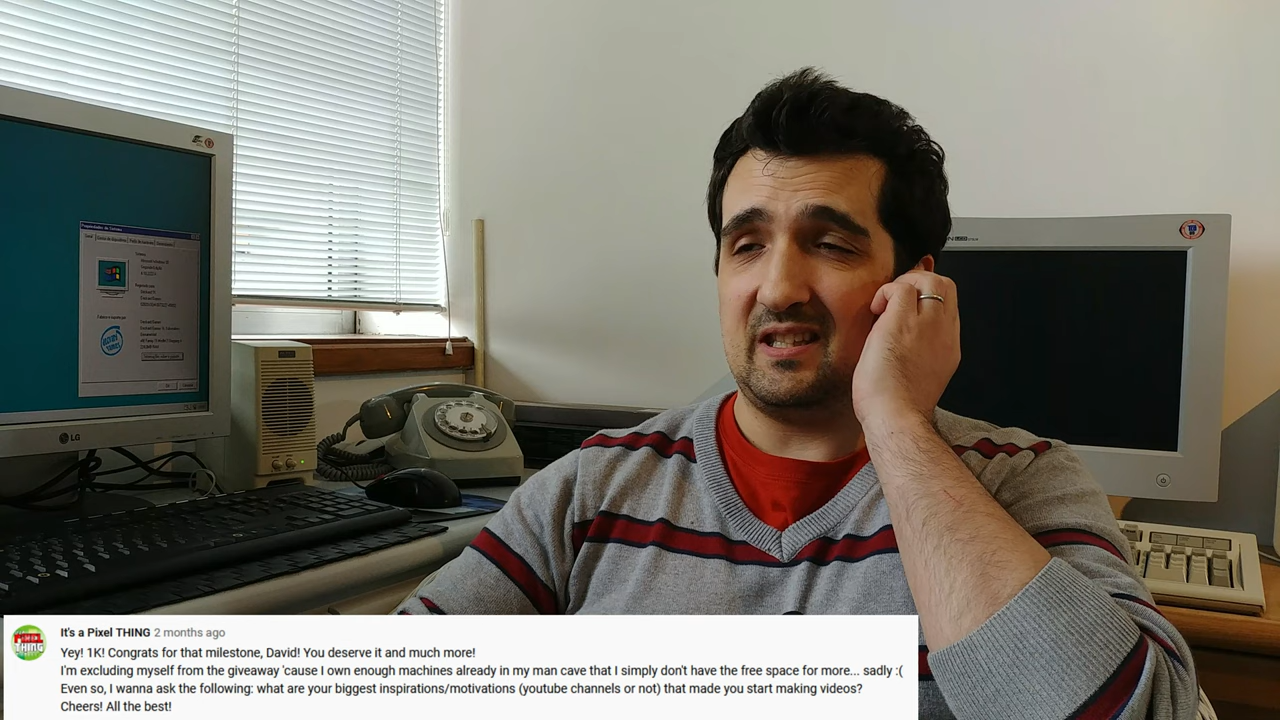 LG
It's a Pixel THING 2 months ago
Yey! 1K! Congrats for that milestone, David! You deserve it and much more!
I'm excluding myself from the giveaway 'cause I own enough machines already in my man cave that I simply don't have the free space for more... sadly :(
Even so, I wanna ask the following: what are your biggest inspirations/motivations (youtube channels or not) that made you start making videos?
Cheers! All the best!
PIXEL
THING